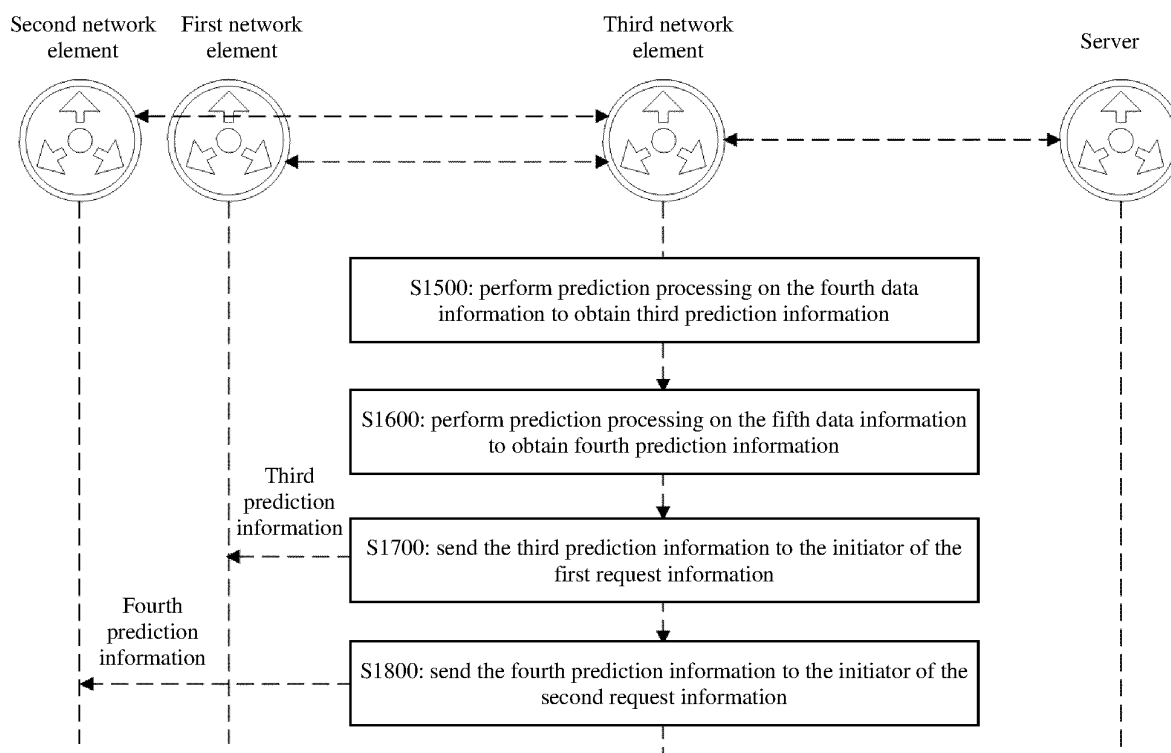 Second network
element
First network
element
Third network
element
Server
S1500: perform prediction processing on the fourth data
information to obtain third prediction information
S1600: perform prediction processing on the fifth data information
to obtain fourth prediction information
Third
prediction
information
S1700: send the third prediction information to the initiator of the
first request information
Fourth
prediction
information
S1800: send the fourth prediction information to the initiator of the
second request information